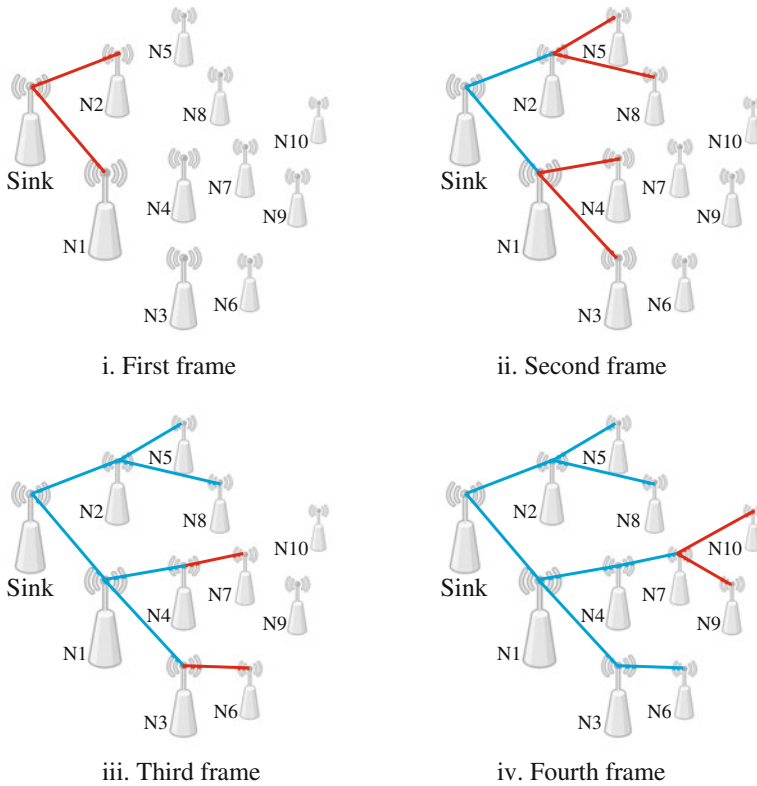 N5
N2
N8
N10
Sink
N7
N4
N9
N1
N3
N6
i. First frame
N5
N2
N8
N10
Sink
N7
N4
N9
N1
N3
N6
ii. Second frame
N5
N2
N8
N10
Sink
N7
N4
N9
N1
N3
N6
iii. Third frame
N5
N2
N8
N10
Sink
N7
N4
N9
N1
N3
N6
iv. Fourth frame